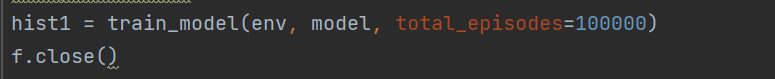 hist1 = train_model(env, model, total_episodes=100000)
f.close()